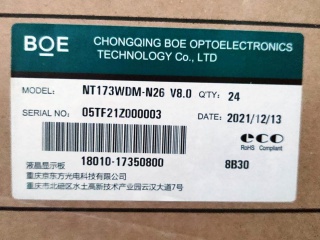 BOE
CHONGQING BOE OPTOELECTRONICS
TECHNOLOGY Co., LTD
MODEL: NT173WDM-N26 V8.0 Q'TY: 24
SERIAL NO: 05TF21Z000003 DATE: 2021/12/13
eco
RoHS Compliant
液晶显示板 18010-17350800 8B30
重庆京东方光电科技有限公司
重庆市北碚区水土高新技术产业园云汉大道7号